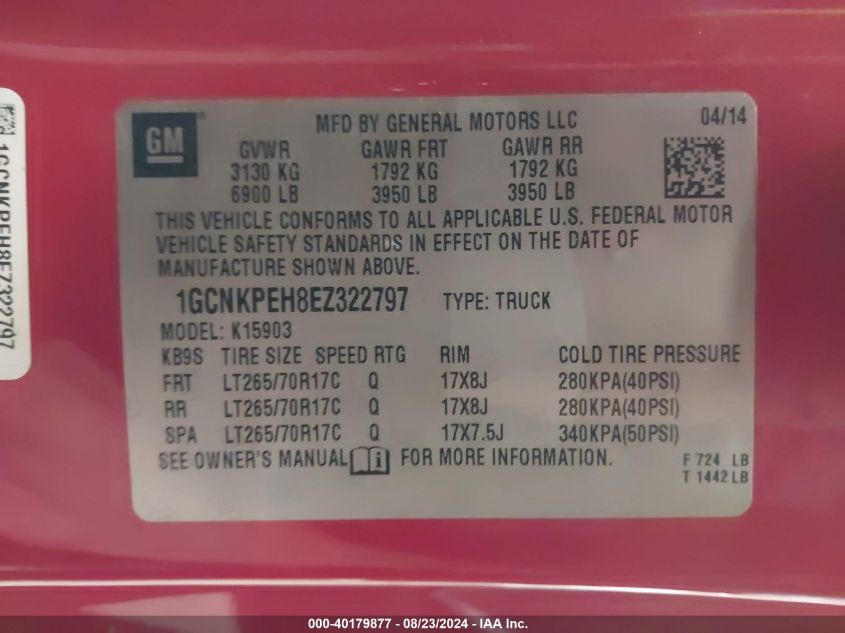 GM
MFD BY GENERAL MOTORS LLC 04/14
GVWR GAWR FRT GAWR RR
3130 KG 1792 KG 1792 KG
6900 LB 3950 LB 3950 LB
THIS VEHICLE CONFORMS TO ALL APPLICABLE U.S. FEDERAL MOTOR
VEHICLE SAFETY STANDARDS IN EFFECT ON THE DATE OF
MANUFACTURE SHOWN ABOVE.
1GCNKPEH8EZ322797 TYPE: TRUCK
MODEL: K15903
KB9S TIRE SIZE SPEED RTG RIM COLD TIRE PRESSURE
FRT LT265/70R17C Q 17X8J 280KPA(40PSI)
RR LT265/70R17C Q 17X8J 280KPA(40PSI)
SPA LT265/70R17C Q 17X7.5J 340KPA(50PSI)
SEE OWNER'S MANUAL FOR MORE INFORMATION.
F 724 LB
T 1442 LB
1GCNKPEH8EZ322797
000-40179877 - 08/23/2024 - IAA Inc.